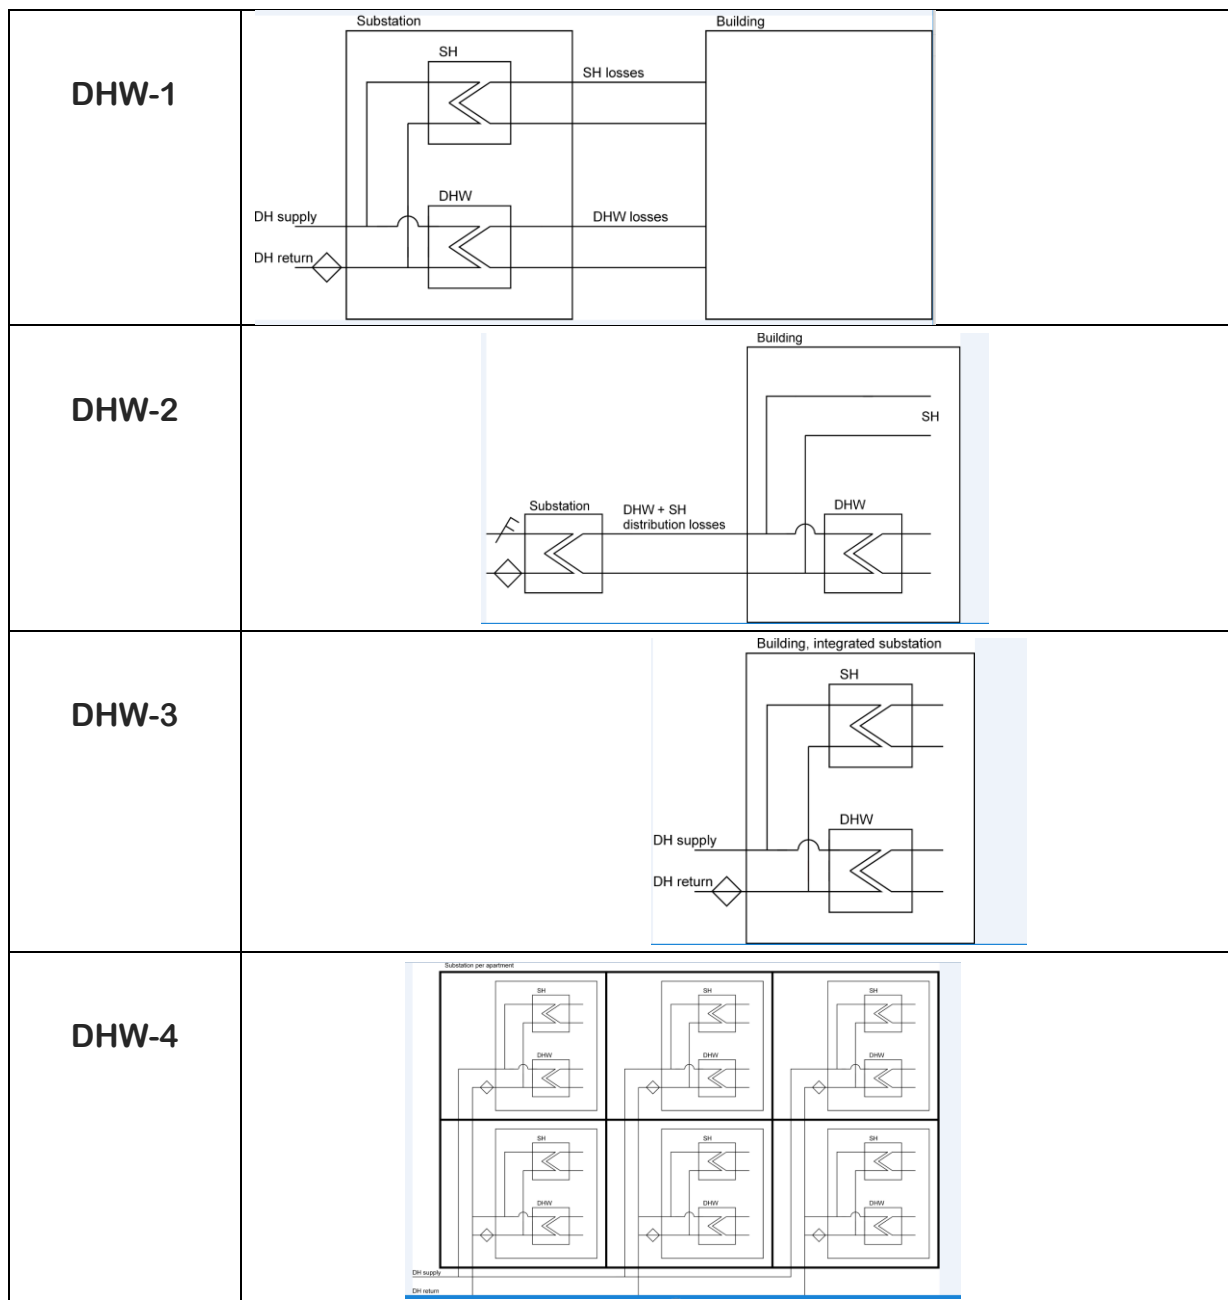 DHW-1
Substation
Building
SH
SH losses
DHW
DH supply
DHW losses
DH return
DHW-2
Building
SH
Substation
DHW + SH
distribution losses
DHW
DHW-3
Building, integrated substation
SH
DHW
DH supply
DH return
DHW-4
Substation per apartment
SH
SH
SH
DHW
DHW
DHW
SH
SH
SH
DHW
DHW
DHW
DH supply
DH return